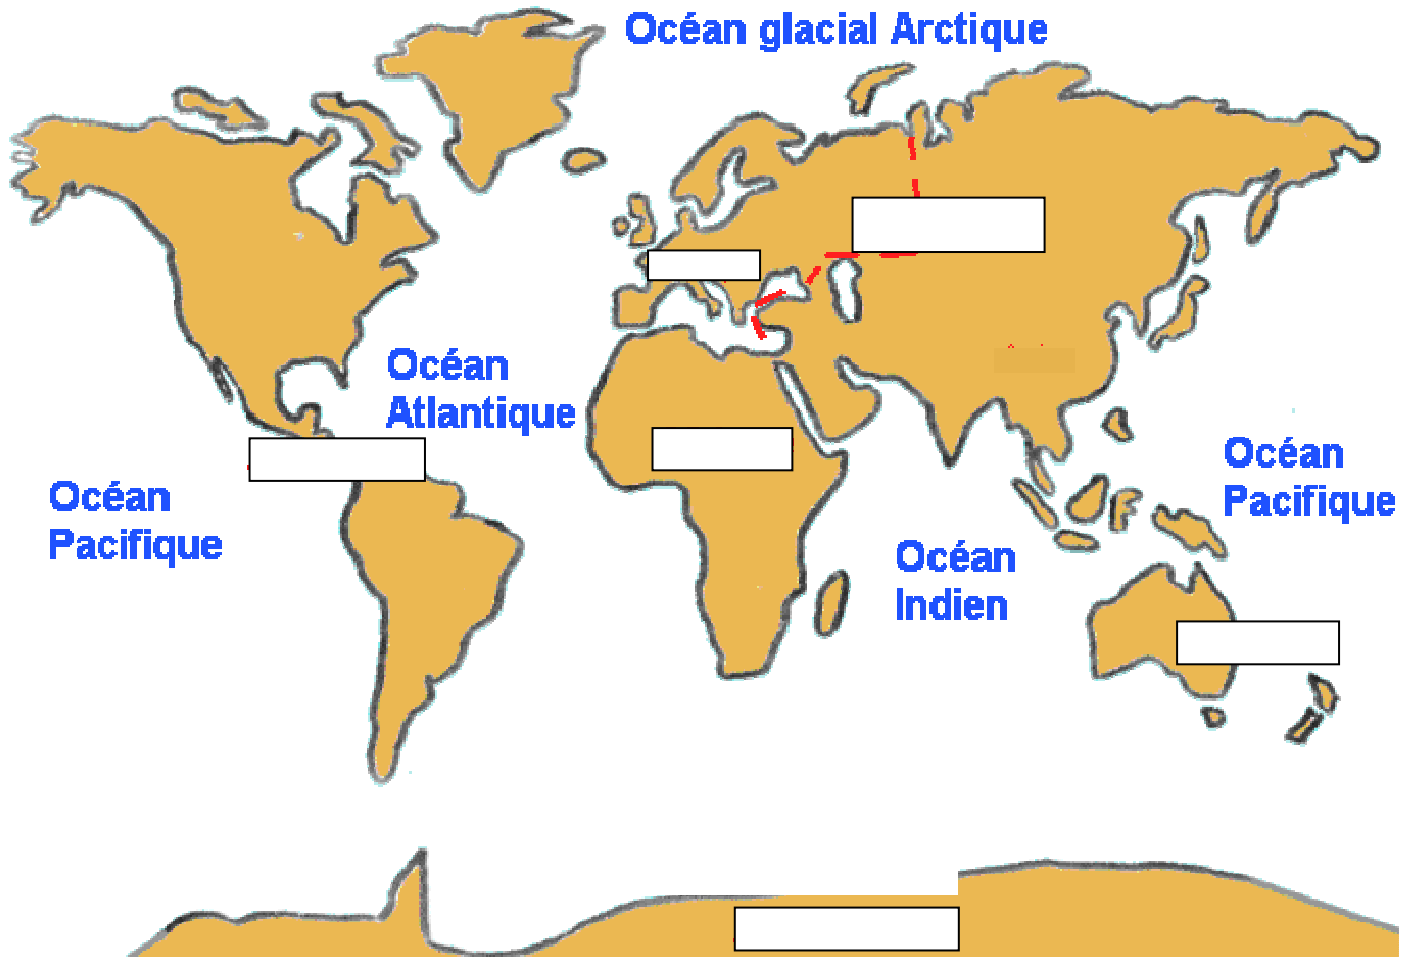 Océan glacial Arctique
Océan
Atlantique
Océan
Pacifique
Océan
Pacifique
Océan
Indien